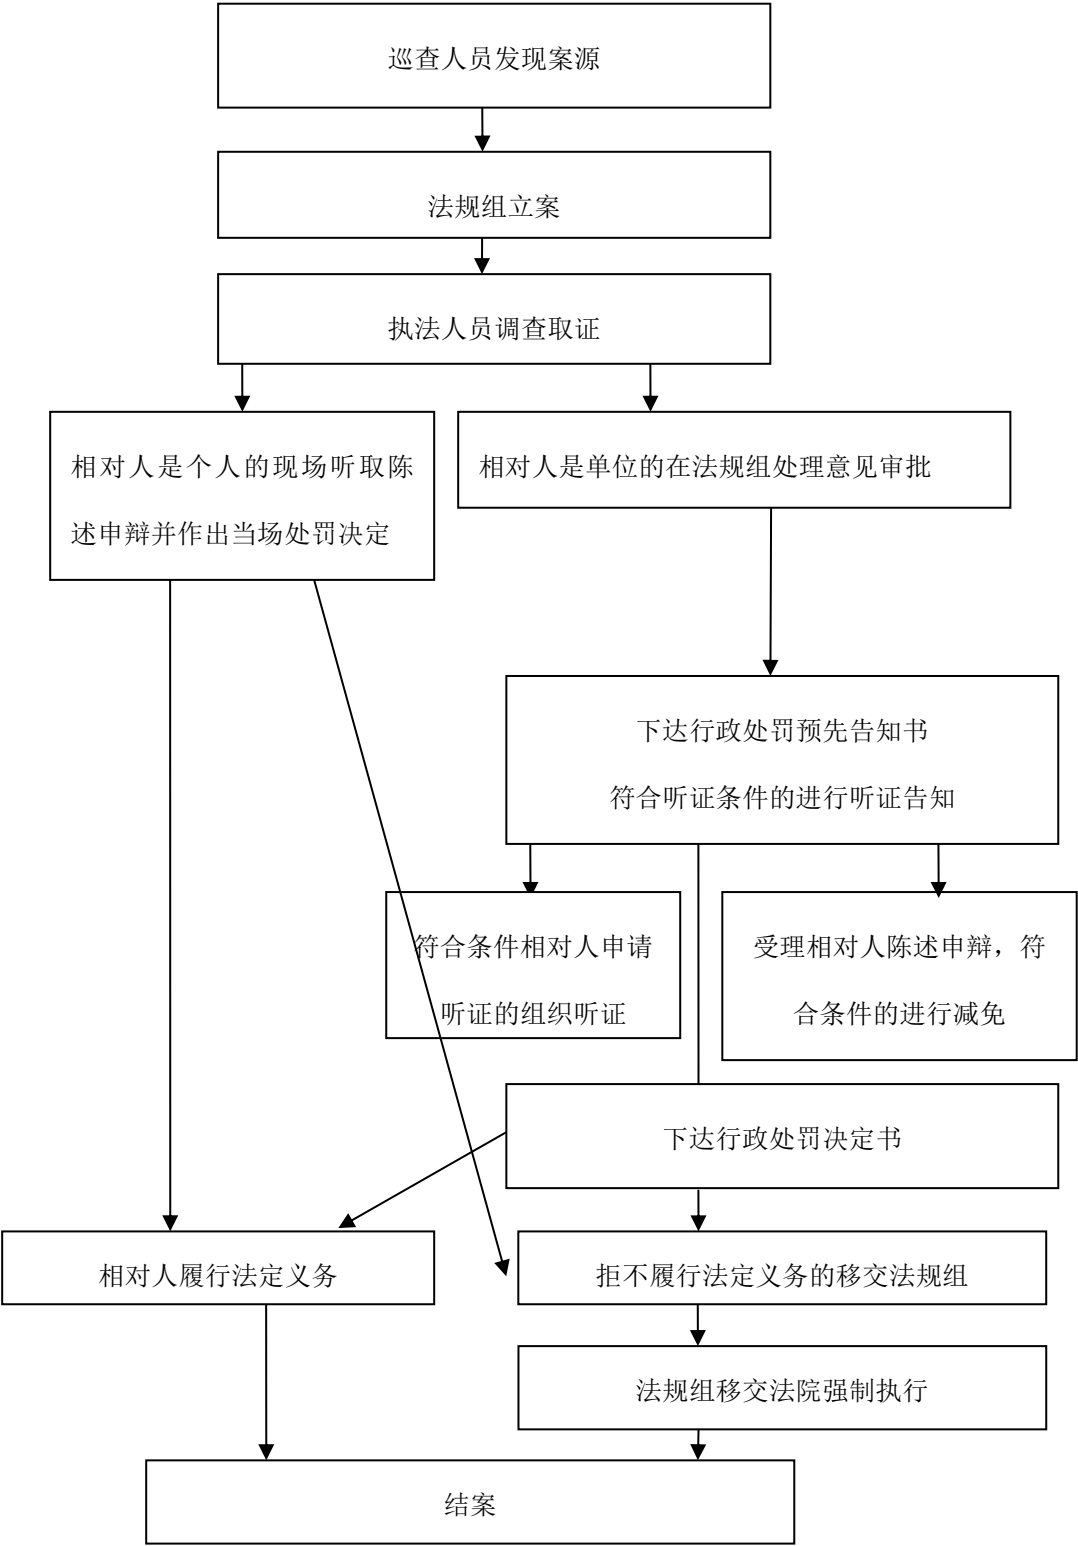 巡查人员发现案源
法规组立案
执法人员调查取证
相对人是个人的现场听取陈
述申辩并作出当场处罚决定
相对人是单位的在法规组处理意见审批
下达行政处罚预先告知书
符合听证条件的进行听证告知
符合条件相对人申请
听证的组织听证
受理相对人陈述申辩，符
合条件的进行减免
下达行政处罚决定书
相对人履行法定义务
拒不履行法定义务的移交法规组
法规组移交法院强制执行
结案